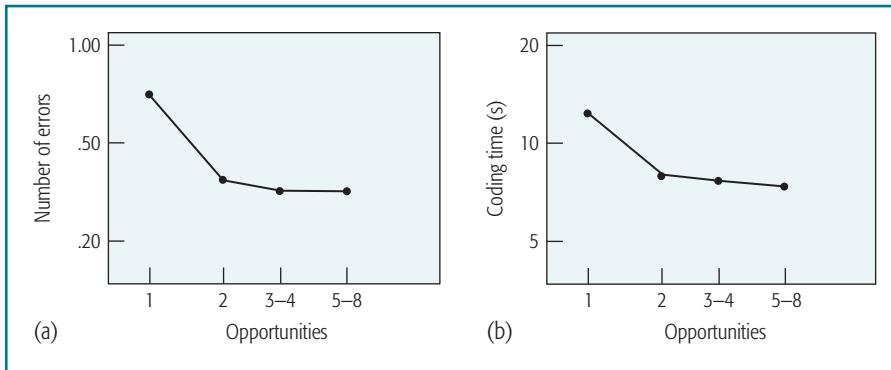 1.00
.50
.20
Number of errors
1
2
3–4
5–8
Opportunities
(a)
20
10
5
Coding time (s)
1
2
3–4
5–8
Opportunities
(b)